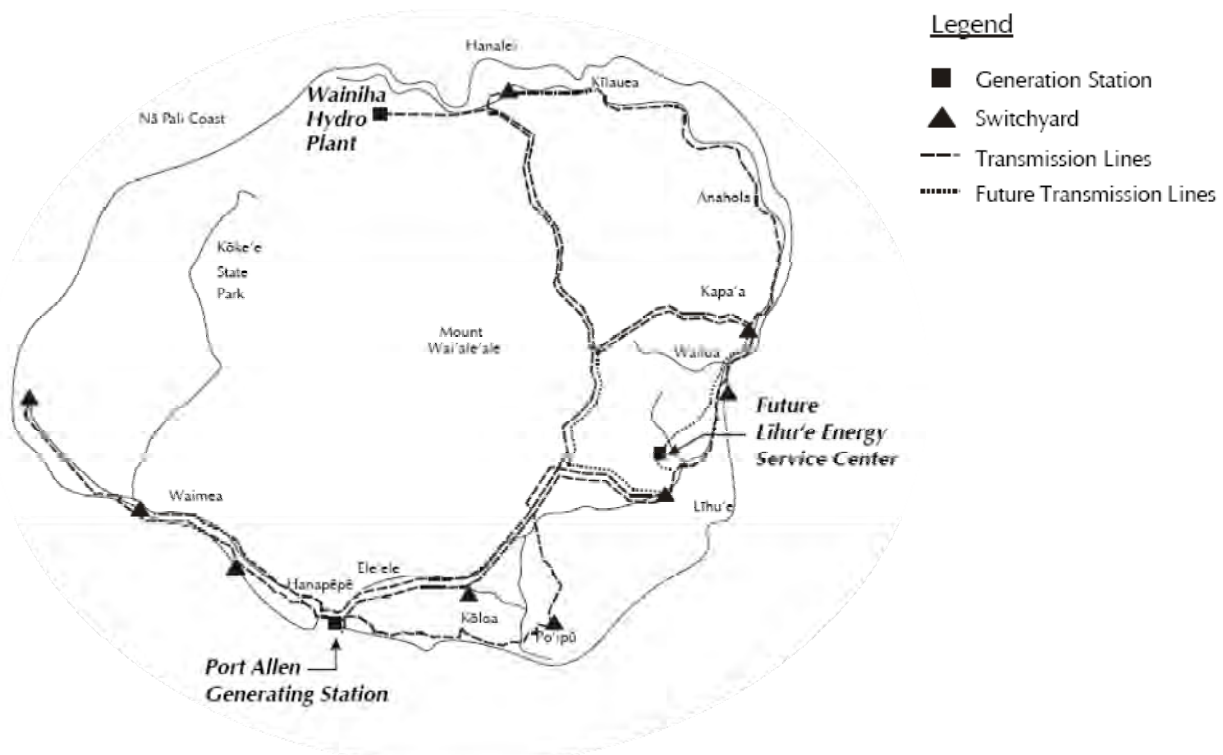 Legend
Generation Station
Switchyard
Transmission Lines
Future Transmission Lines
Hanalei
Kīlauea
Wainiha
Hydro
Plant
Nā Pali Coast
Anahola
Kōke‘e
State
Park
Kapa‘a
Mount
Wai‘ale‘ale
Wailua
Future
Līhu‘e Energy
Service Center
Waimea
Līhu‘e
Hanapēpē
Ele‘ele
Kōloa
Po‘ipū
Port Allen
Generating Station